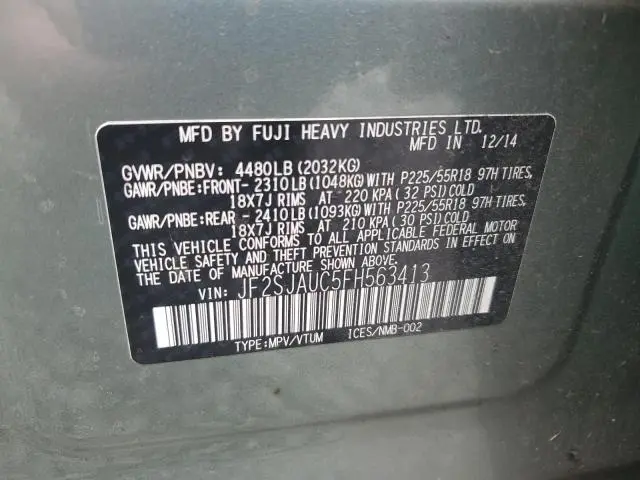 MFD BY FUJI HEAVY INDUSTRIES LTD.
MFD IN 12/14
GVWR/PNBV: 4480LB (2032KG)
GAWR/PNBE:FRONT- 2310LB(1048KG)WITH P225/55R18 97H TIRES,
18X7J RIMS AT 220 KPA( 32 PSI)COLD
GAWR/PNBE:REAR -2410LB(1093KG)WITH P225/55R18 97H TIRES,
18X7J RIMS AT 210 KPA( 30 PSI)COLD
THIS VEHICLE CONFORMS TO ALL APPLICABLE FEDERAL MOTOR
VEHICLE SAFETY AND THEFT PREVENTION STANDARDS IN EFFECT ON
THE DATE OF MANUFACTURE SHOWN ABOVE.
VIN: JF2SJAUC5FH563413
TYPE:MPV/VTUM ICES/NMB-002